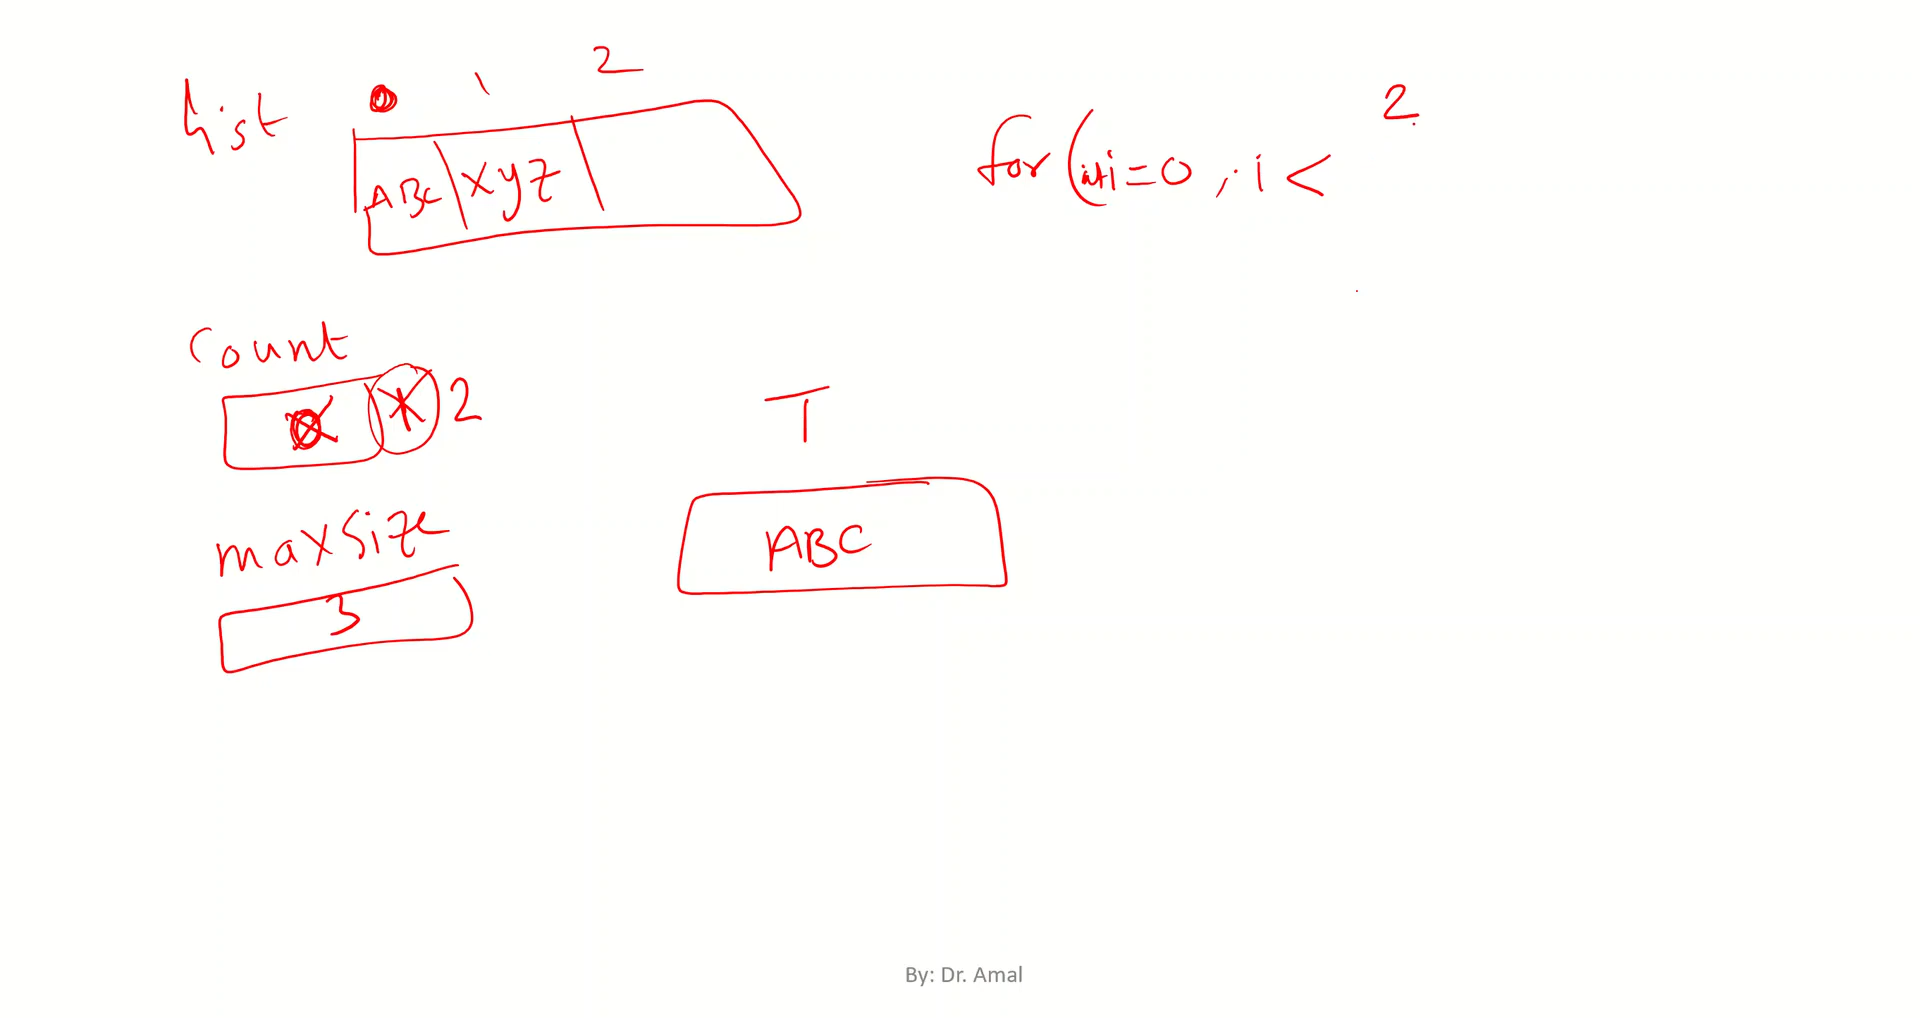 list 0 1 2
ABC XYZ
for (int i=0, i < 2
Count
0 1 2
T
maxSize
ABC
3
By: Dr. Amal